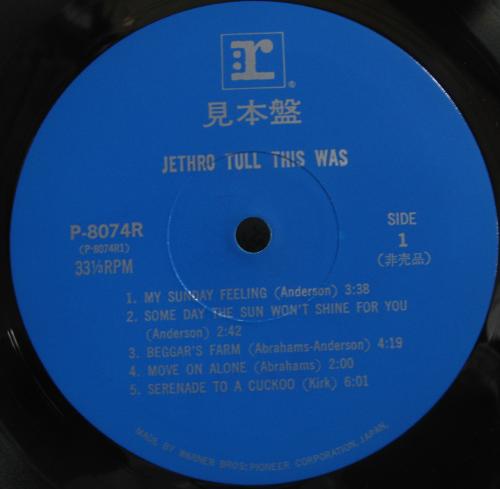 r
®
見本盤
JETHRO TULL THIS WAS
P-8074R
(P-8074R1)
33⅓RPM
SIDE
1
(非売品)
1. MY SUNDAY FEELING (Anderson) 3:38
2. SOME DAY THE SUN WON'T SHINE FOR YOU
(Anderson) 2:42
3. BEGGAR'S FARM (Abrahams-Anderson) 4:19
4. MOVE ON ALONE (Abrahams) 2:00
5. SERENADE TO A CUCKOO (Kirk) 6:01
MADE BY WARNER BROS: PIONEER CORPORATION, JAPAN.